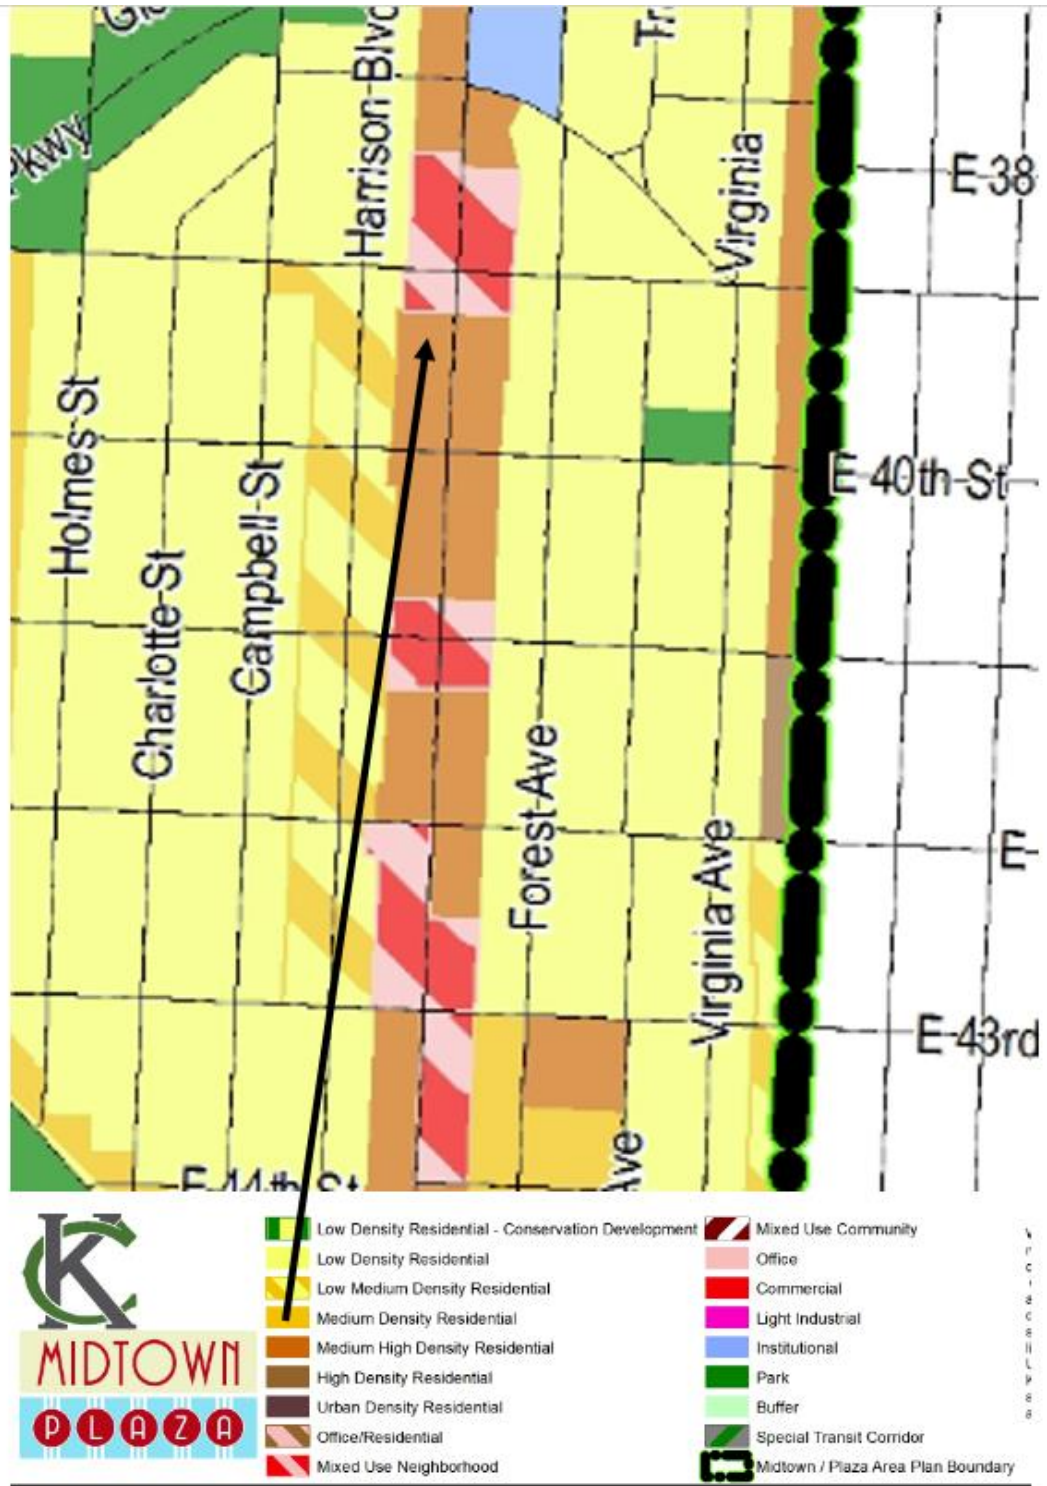 Pkwy
Harrison Blvd
Virginia
E 38
Holmes St
Charlotte St
Campbell St
E 40th St
Forest Ave
Virginia Ave
E
E 43rd
E 44th St
Ave
KC
MIDTOWN
PLAZA
Low Density Residential - Conservation Development
Low Density Residential
Low Medium Density Residential
Medium Density Residential
Medium High Density Residential
High Density Residential
Urban Density Residential
Office/Residential
Mixed Use Neighborhood
Mixed Use Community
Office
Commercial
Light Industrial
Institutional
Park
Buffer
Special Transit Corridor
Midtown / Plaza Area Plan Boundary